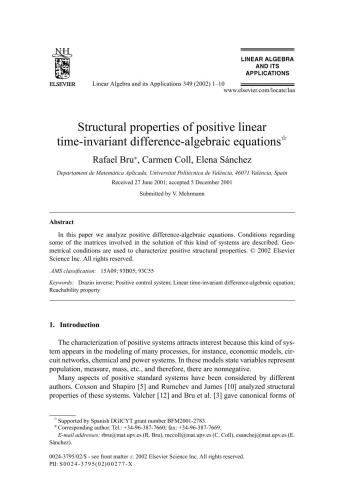 NH
ELSEVIER
LINEAR ALGEBRA
AND ITS
APPLICATIONS
Linear Algebra and its Applications 349 (2002) 1–10
www.elsevier.com/locate/laa
Structural properties of positive linear
time-invariant difference-algebraic equations☆
Rafael Bru*, Carmen Coll, Elena Sánchez
Departament de Matemàtica Aplicada, Universitat Politècnica de València, 46071 València, Spain
Received 27 June 2001; accepted 5 December 2001
Submitted by V. Mehrmann
Abstract
In this paper we analyze positive difference-algebraic equations. Conditions regarding
some of the matrices involved in the solution of this kind of systems are described. Geo-
metrical conditions are used to characterize positive structural properties. © 2002 Elsevier
Science Inc. All rights reserved.
AMS classification: 15A09; 93B05; 93C55
Keywords: Drazin inverse; Positive control system; Linear time-invariant difference-algebraic equation;
Reachability property
1. Introduction
The characterization of positive systems attracts interest because this kind of sys-
tem appears in the modeling of many processes, for instance, economic models, cir-
cuit networks, chemical and power systems. In these models state variables represent
population, measure, mass, etc., and therefore, there are nonnegative.
Many aspects of positive standard systems have been considered by different
authors. Coxson and Shapiro [5] and Rumchev and James [10] analyzed structural
properties of these systems. Valcher [12] and Bru et al. [3] gave canonical forms of
☆ Supported by Spanish DGICYT grant number BFM2001-2783.
* Corresponding author. Tel.: +34-96-387-7660; fax: +34-96-387-7669.
E-mail addresses: rbru@mat.upv.es (R. Bru), mccoll@mat.upv.es (C. Coll), esanchej@mat.upv.es (E.
Sánchez).
0024-3795/02/$ - see front matter © 2002 Elsevier Science Inc. All rights reserved.
PII: S0024-3795(02)00277-X